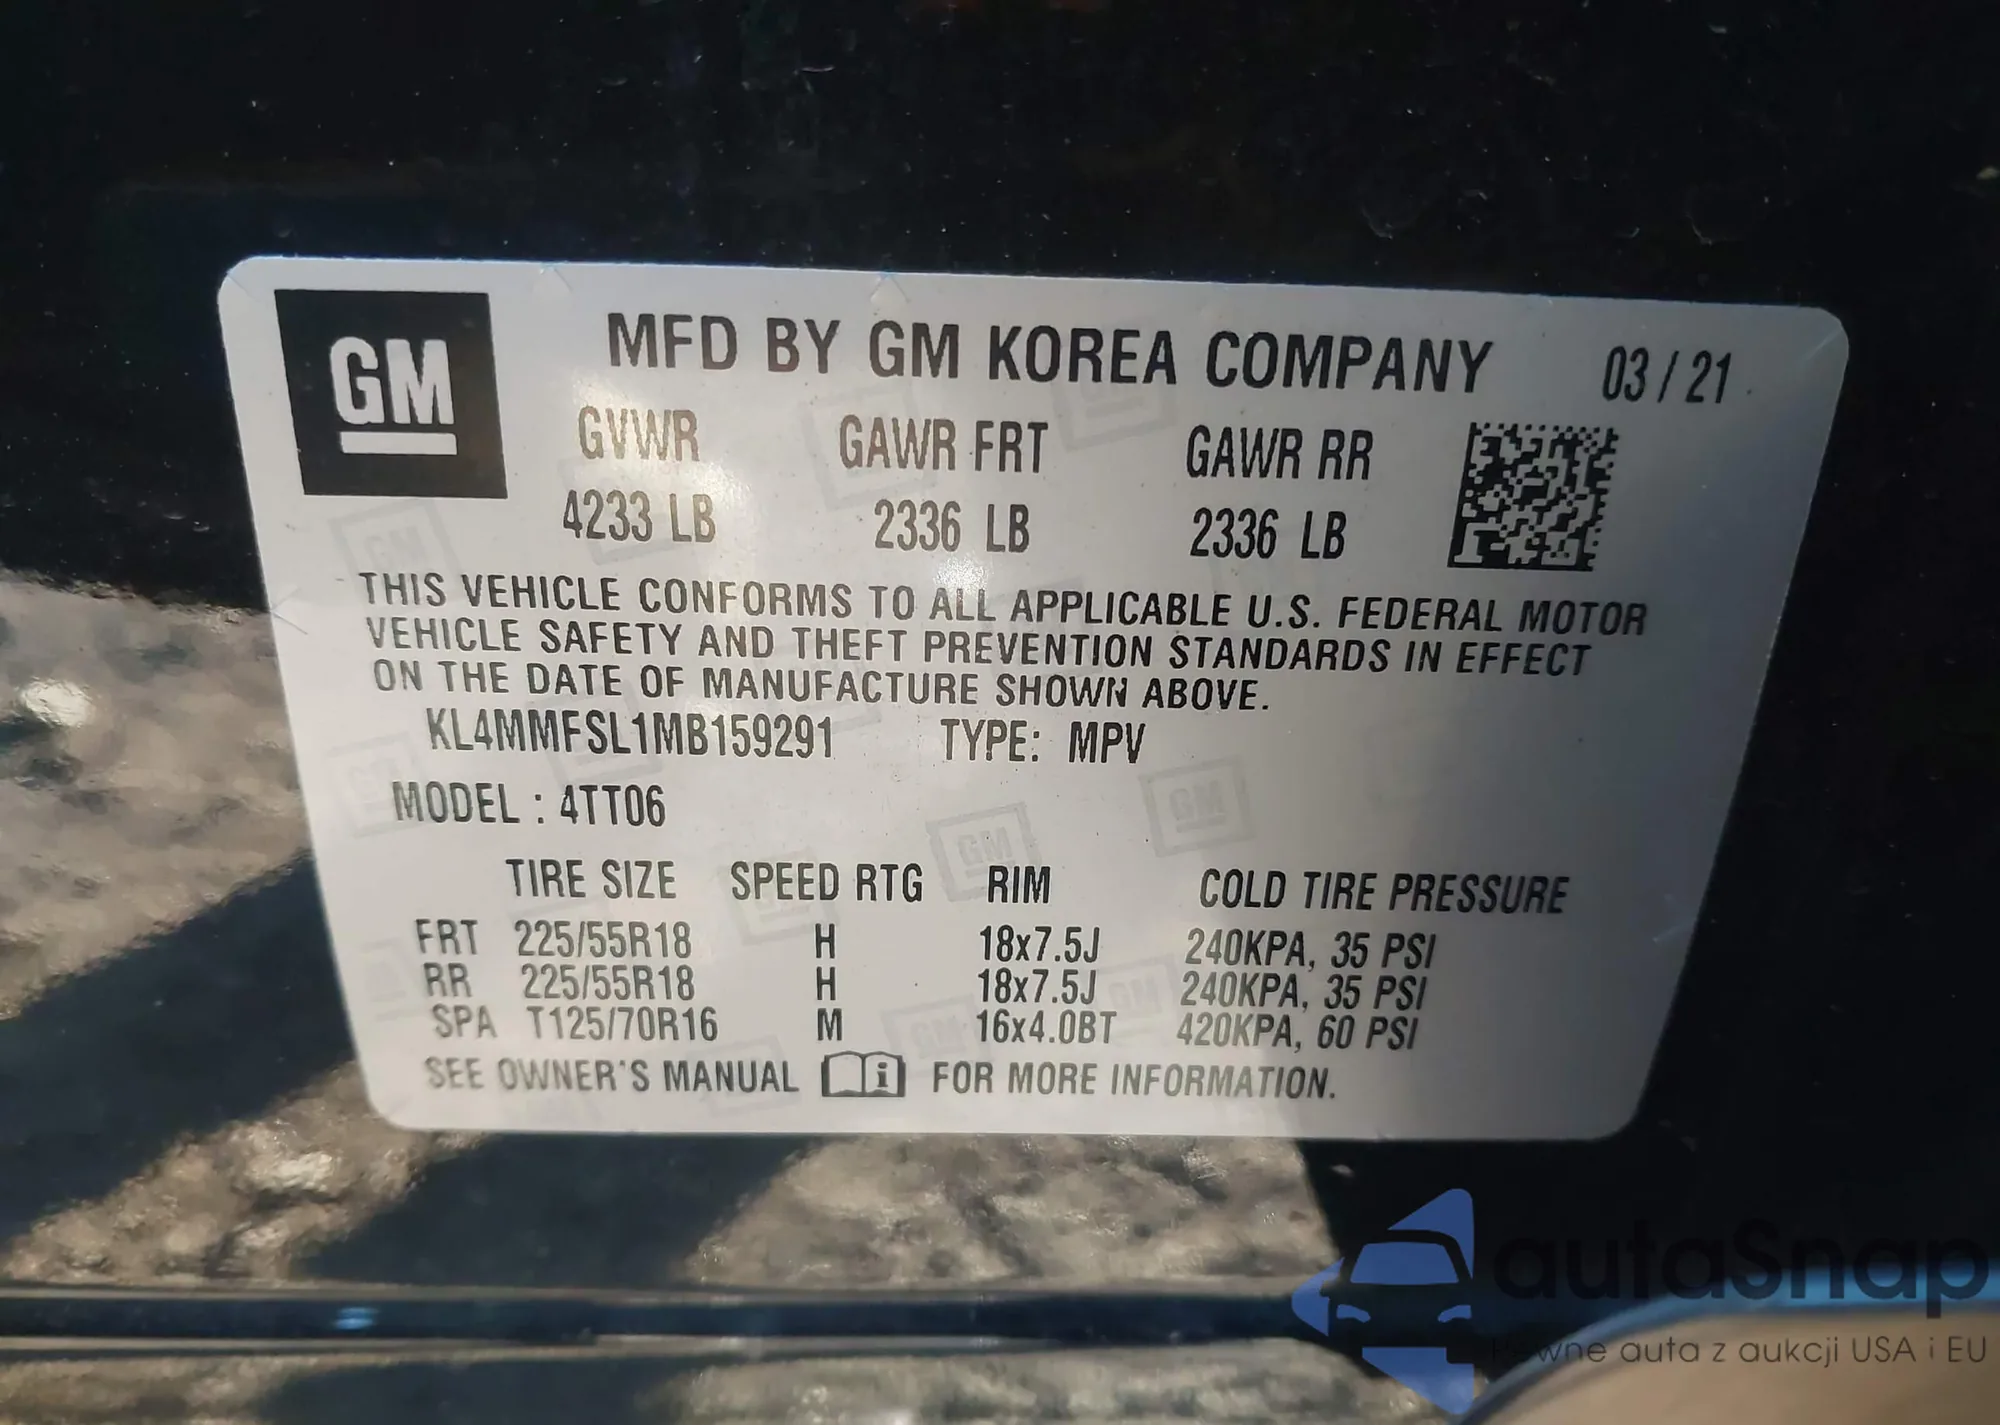 GM
MFD BY GM KOREA COMPANY 03/21
GVWR GAWR FRT GAWR RR
4233 LB 2336 LB 2336 LB
THIS VEHICLE CONFORMS TO ALL APPLICABLE U.S. FEDERAL MOTOR
VEHICLE SAFETY AND THEFT PREVENTION STANDARDS IN EFFECT
ON THE DATE OF MANUFACTURE SHOWN ABOVE.
KL4MMFSL1MB159291 TYPE: MPV
MODEL : 4TT06
TIRE SIZE SPEED RTG RIM COLD TIRE PRESSURE
FRT 225/55R18 H 18x7.5J 240KPA, 35 PSI
RR 225/55R18 H 18x7.5J 240KPA, 35 PSI
SPA T125/70R16 M 16x4.0BT 420KPA, 60 PSI
SEE OWNER'S MANUAL i FOR MORE INFORMATION.
autaSnap
auta z aukcji USA i EU